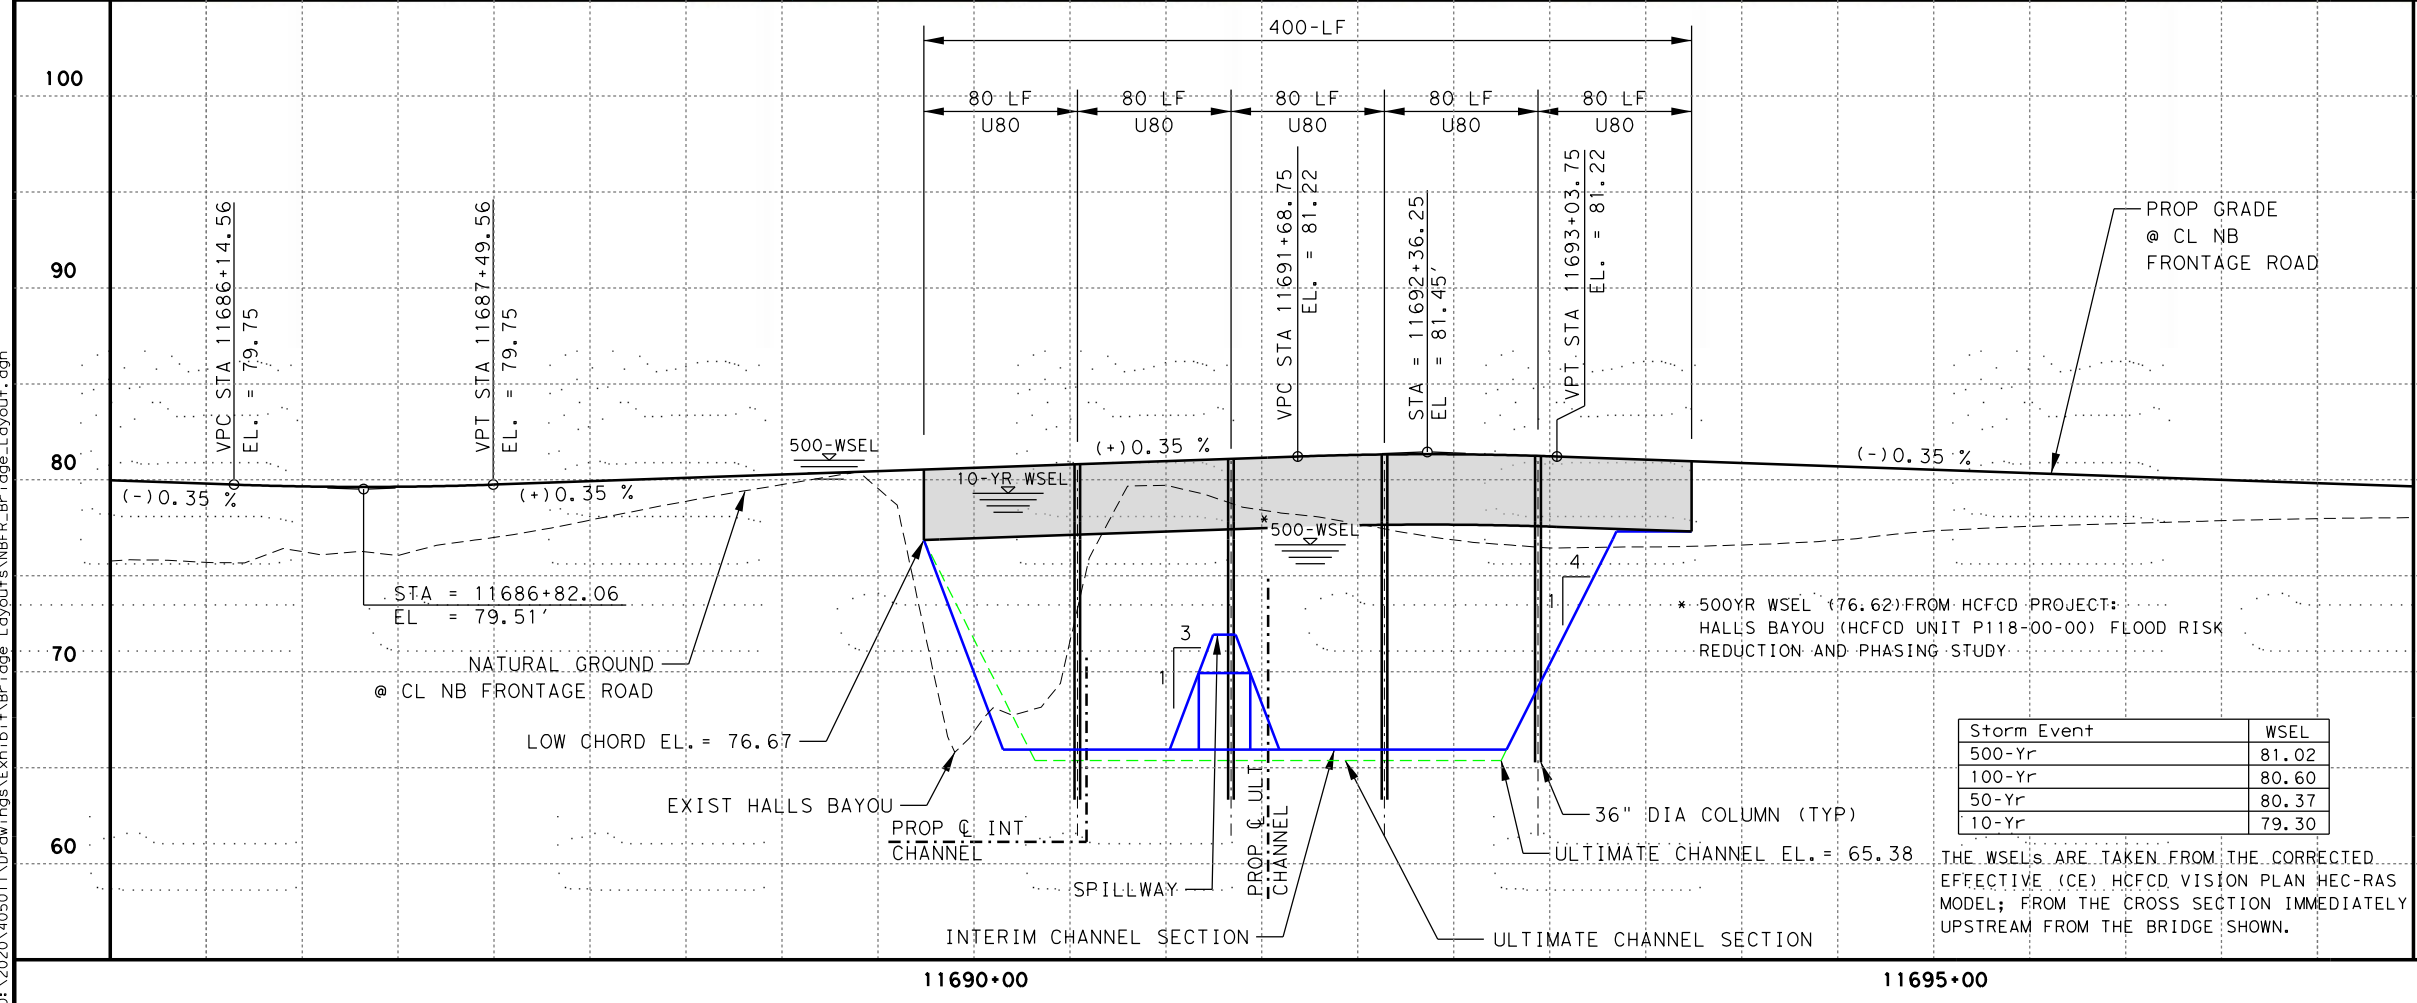 400-LF
100
80 LF
80 LF
80 LF
80 LF
80 LF
U80
U80
U80
U80
U80
90
VPC STA 11686+14.56
EL. = 79.75
VPT STA 11687+49.56
EL. = 79.75
VPC STA 11691+68.75
EL. = 81.22
STA = 11692+36.25
EL = 81.45'
VPT STA 11693+03.75
EL. = 81.22
PROP GRADE
@ CL NB
FRONTAGE ROAD
80
500-WSEL
(+)0.35 %
(-)0.35 %
10-YR WSEL
(-)0.35 %
(+)0.35 %
*
500-WSEL
STA = 11686+82.06
EL = 79.51'
4
1
* 500YR WSEL (76.62)FROM HCFCD PROJECT:
HALLS BAYOU (HCFCD UNIT P118-00-00) FLOOD RISK
REDUCTION AND PHASING STUDY
70
3
1
NATURAL GROUND
@ CL NB FRONTAGE ROAD
LOW CHORD EL.= 76.67
Storm Event WSEL
500-Yr 81.02
100-Yr 80.60
50-Yr 80.37
10-Yr 79.30
EXIST HALLS BAYOU
PROP ℄ INT
CHANNEL
PROP ℄ ULT
CHANNEL
36" DIA COLUMN (TYP)
60
ULTIMATE CHANNEL EL.= 65.38
THE WSELs ARE TAKEN FROM THE CORRECTED
EFFECTIVE (CE) HCFCD VISION PLAN HEC-RAS
MODEL; FROM THE CROSS SECTION IMMEDIATELY
UPSTREAM FROM THE BRIDGE SHOWN.
SPILLWAY
INTERIM CHANNEL SECTION
ULTIMATE CHANNEL SECTION
11690+00
11695+00